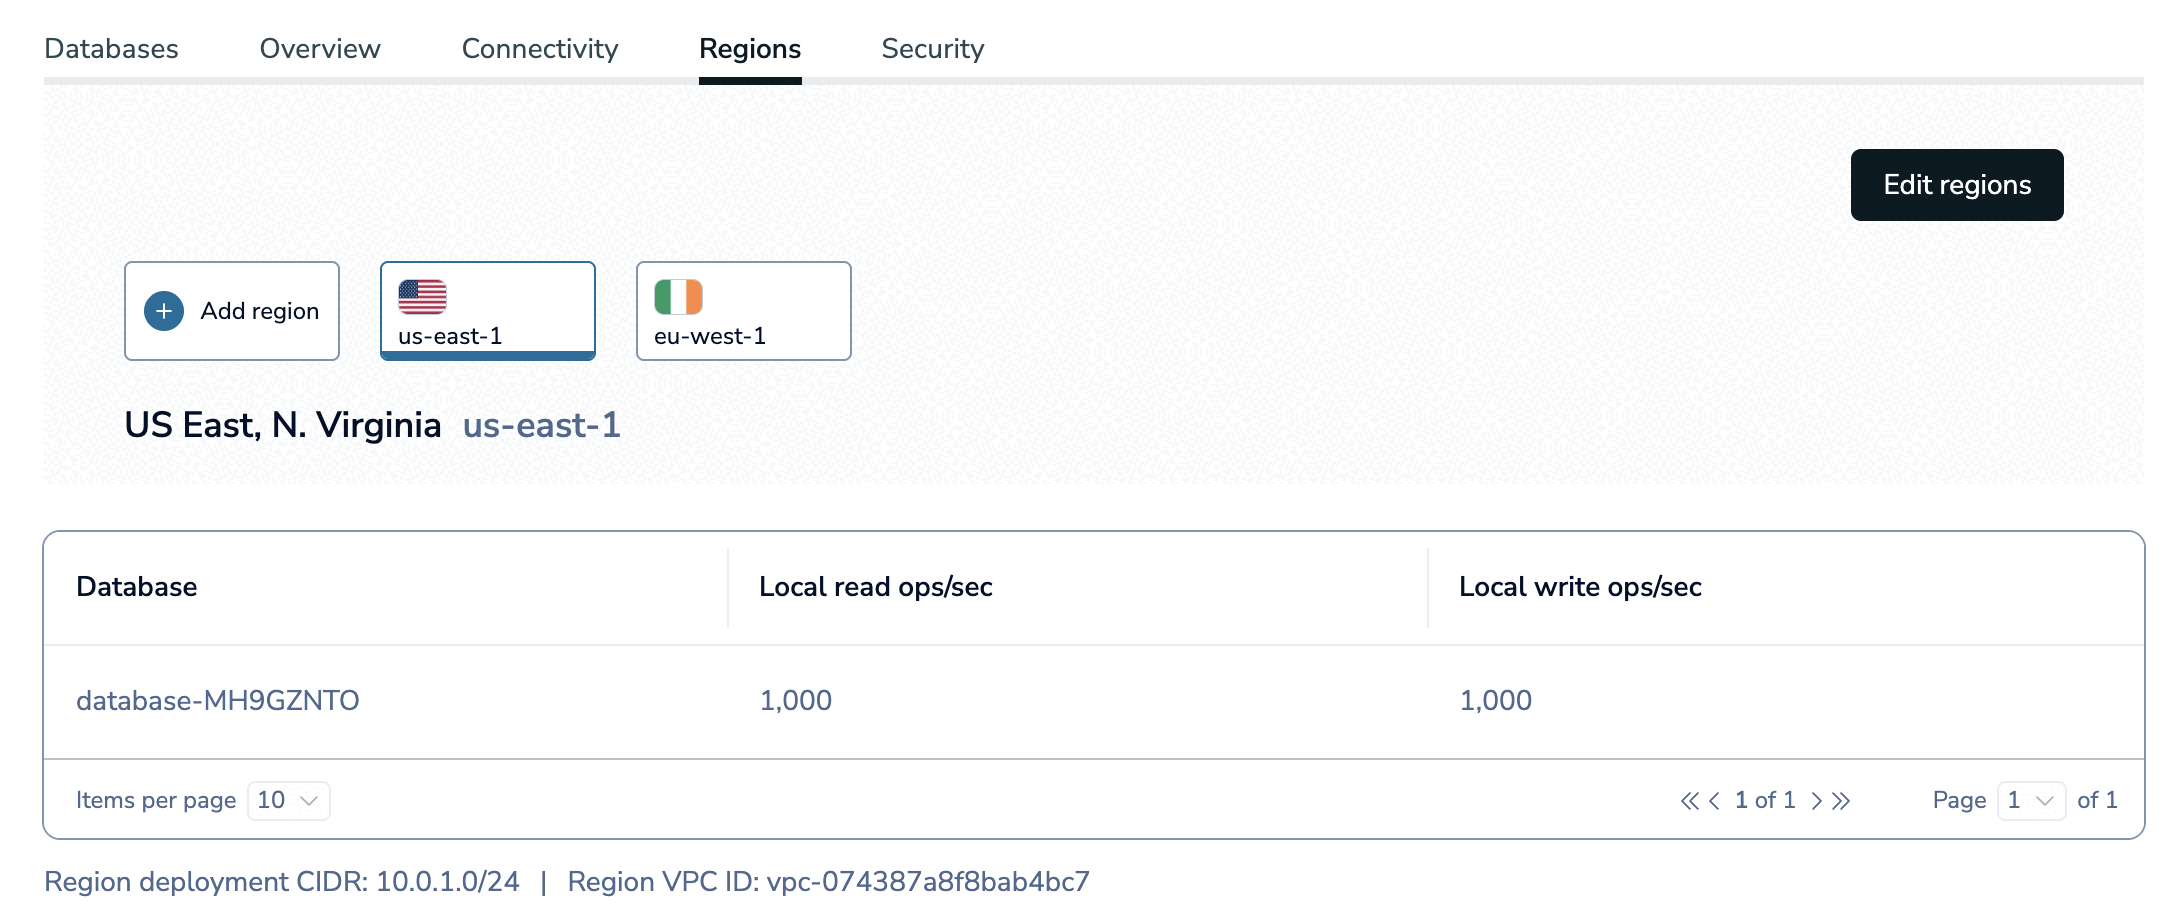 Databases Overview Connectivity Regions Security
Edit regions
Add region
us-east-1
eu-west-1
US East, N. Virginia us-east-1
Database Local read ops/sec Local write ops/sec
database-MH9GZNTO 1,000 1,000
Items per page 10 1 of 1 Page 1 of 1
Region deployment CIDR: 10.0.1.0/24 | Region VPC ID: vpc-074387a8f8bab4bc7